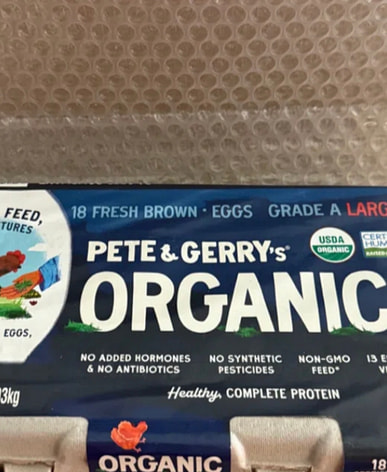 FEED,
TURES
18 FRESH BROWN · EGGS GRADE A LARG
PETE & GERRY's
USDA
ORGANIC
CERT
HUM
ORGANIC
EGGS,
NO ADDED HORMONES
& NO ANTIBIOTICS
NO SYNTHETIC
PESTICIDES
NON-GMO
FEED*
13 E
V
3kg
Healthy, COMPLETE PROTEIN
ORGANIC
18